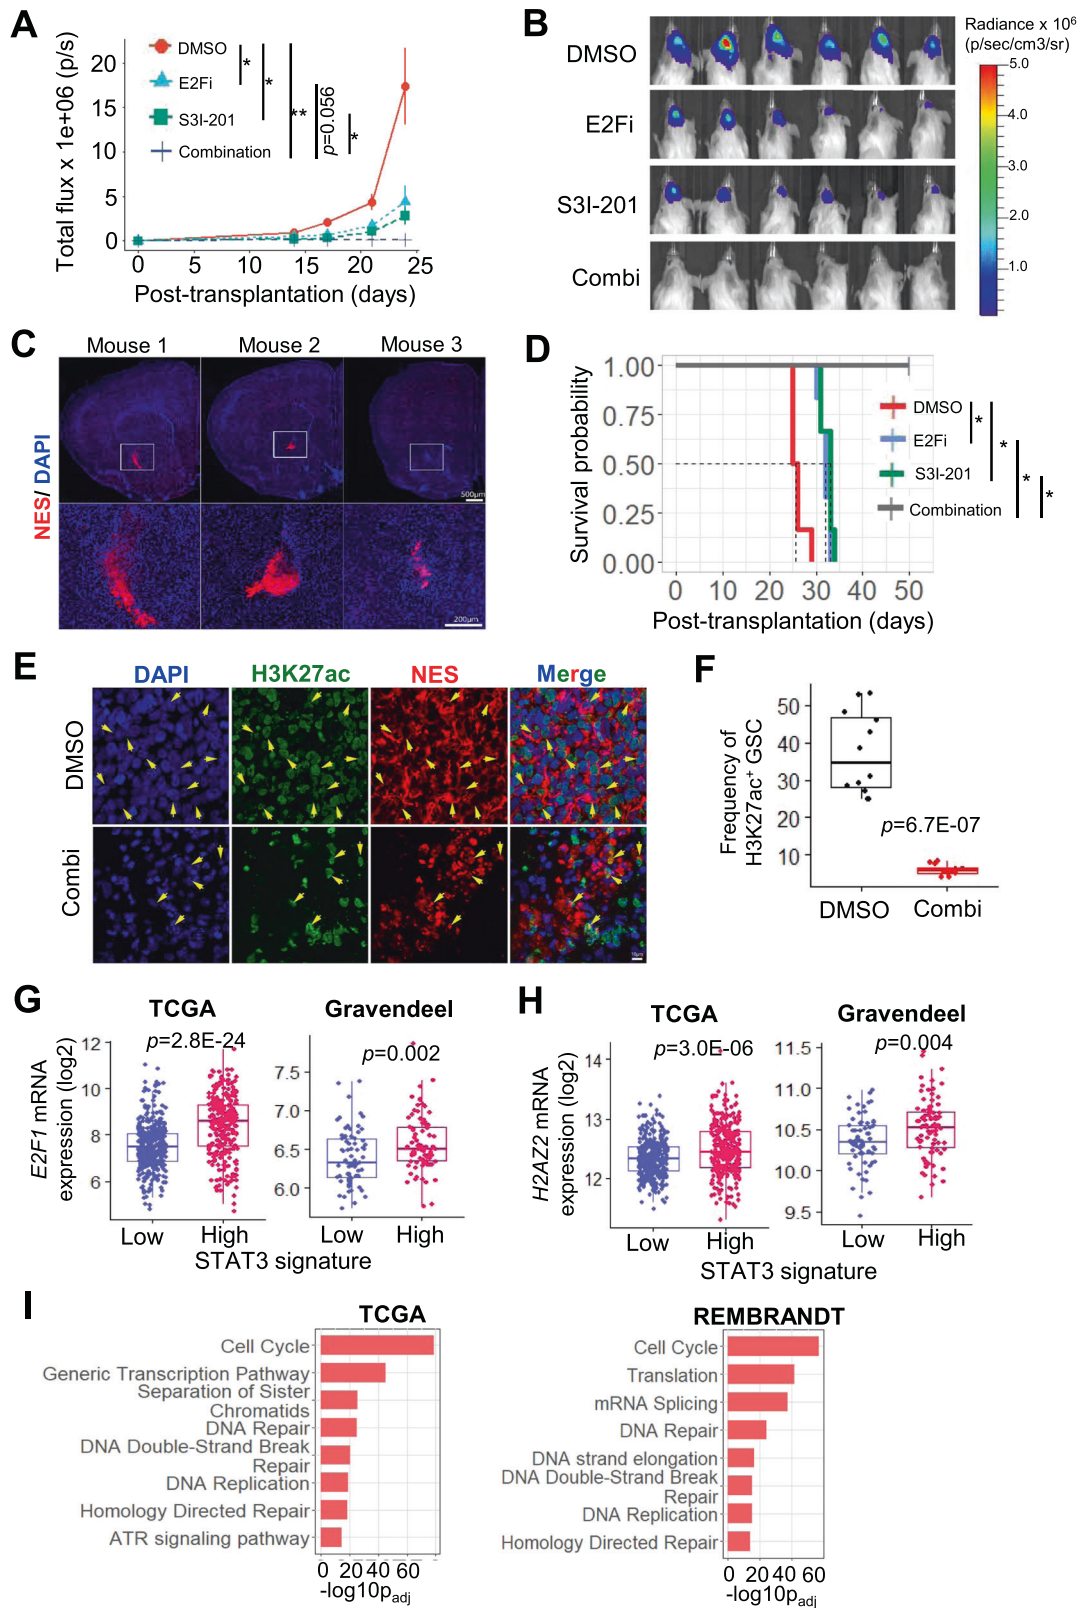 A
Total flux x 1e+06 (p/s)
20
15
10
5
0
0 5 10 15 20 25
Post-transplantation (days)
DMSO
E2Fi
S3I-201
Combination
*
*
**
p=0.056
*
B
DMSO
E2Fi
S3I-201
Combi
Radiance x 10⁶
(p/sec/cm3/sr)
5.0
4.0
3.0
2.0
1.0
C
Mouse 1 Mouse 2 Mouse 3
NES/ DAPI
500μm
200μm
D
Survival probability
1.00
0.75
0.50
0.25
0.00
0 10 20 30 40 50
Post-transplantation (days)
DMSO
E2Fi
S3I-201
Combination
*
*
*
*
E
DAPI H3K27ac NES Merge
DMSO
Combi
10μm
F
Frequency of
H3K27ac⁺ GSC
50
40
30
20
10
p=6.7E-07
DMSO Combi
G
TCGA Gravendeel
p=2.8E-24
p=0.002
E2F1 mRNA
expression (log2)
12
10
8
6
7.5
7.0
6.5
6.0
Low High Low High
STAT3 signature
H
TCGA Gravendeel
p=3.0E-06
p=0.004
H2AZ2 mRNA
expression (log2)
14
13
12
11.5
11.0
10.5
10.0
9.5
Low High Low High
STAT3 signature
I
TCGA
Cell Cycle
Generic Transcription Pathway
Separation of Sister
Chromatids
DNA Repair
DNA Double-Strand Break
Repair
DNA Replication
Homology Directed Repair
ATR signaling pathway
0 20 40 60
-log10p adj
REMBRANDT
Cell Cycle
Translation
mRNA Splicing
DNA Repair
DNA strand elongation
DNA Double-Strand Break
Repair
DNA Replication
Homology Directed Repair
0 20 40 60
-log10p adj